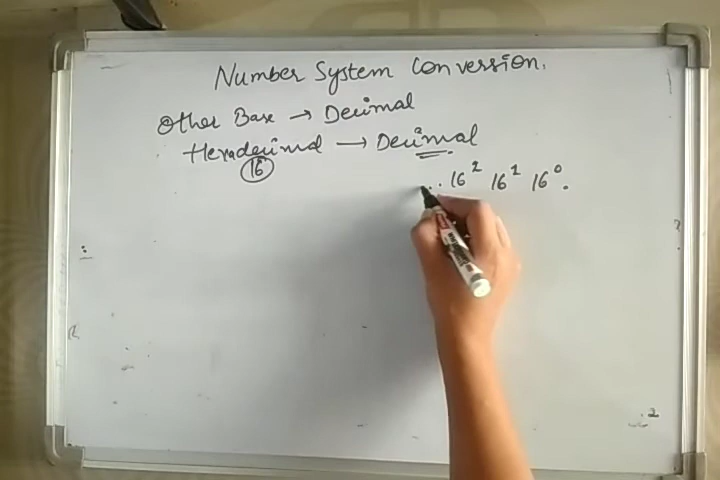 Number System Conversion.
Other Base → Decimal
Hexadecimal → Decimal
16
... 16² 16¹ 16⁰.